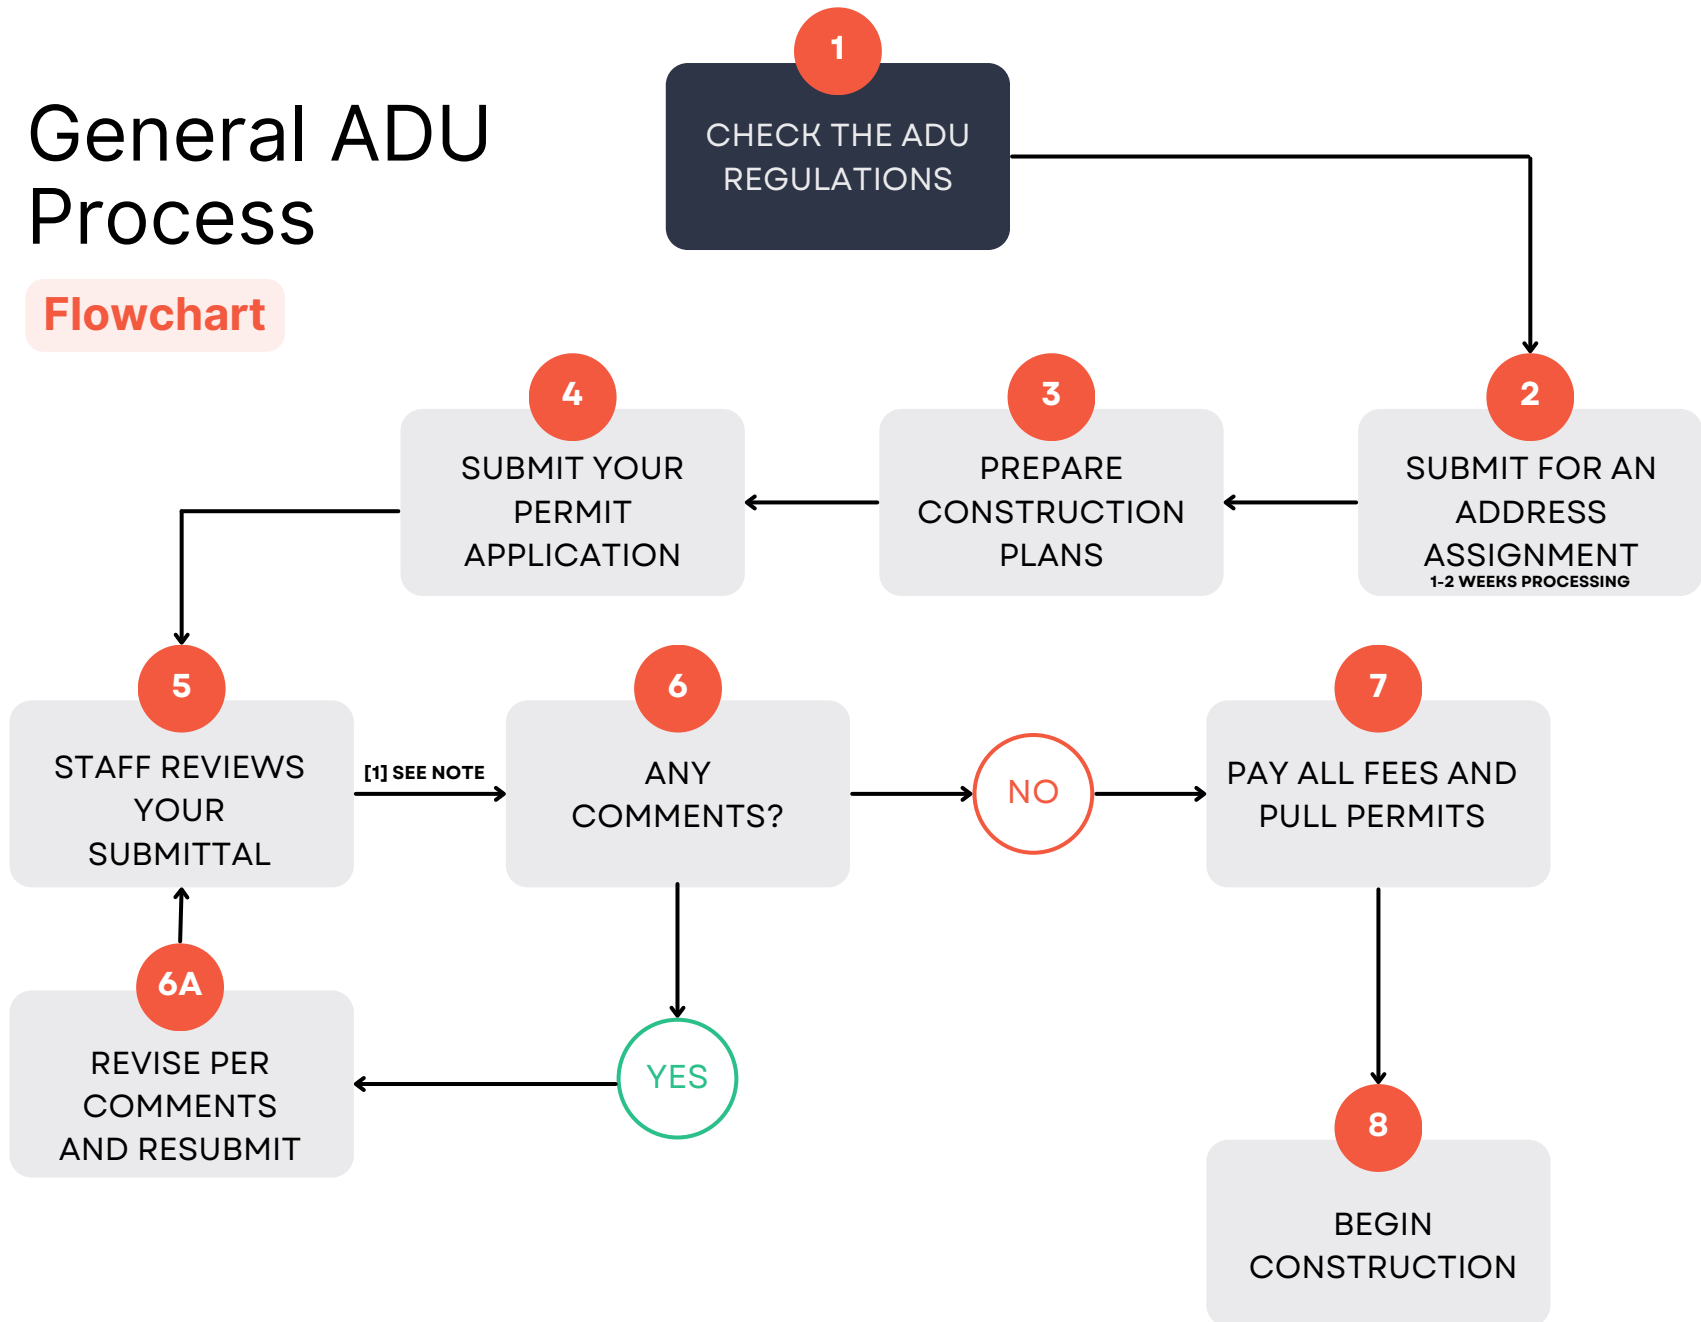 General ADU
Process
Flowchart
1
CHECK THE ADU
REGULATIONS
2
SUBMIT FOR AN
ADDRESS
ASSIGNMENT
1-2 WEEKS PROCESSING
3
PREPARE
CONSTRUCTION
PLANS
4
SUBMIT YOUR
PERMIT
APPLICATION
5
STAFF REVIEWS
YOUR
SUBMITTAL
[1] SEE NOTE
6
ANY
COMMENTS?
NO
7
PAY ALL FEES AND
PULL PERMITS
YES
6A
REVISE PER
COMMENTS
AND RESUBMIT
8
BEGIN
CONSTRUCTION